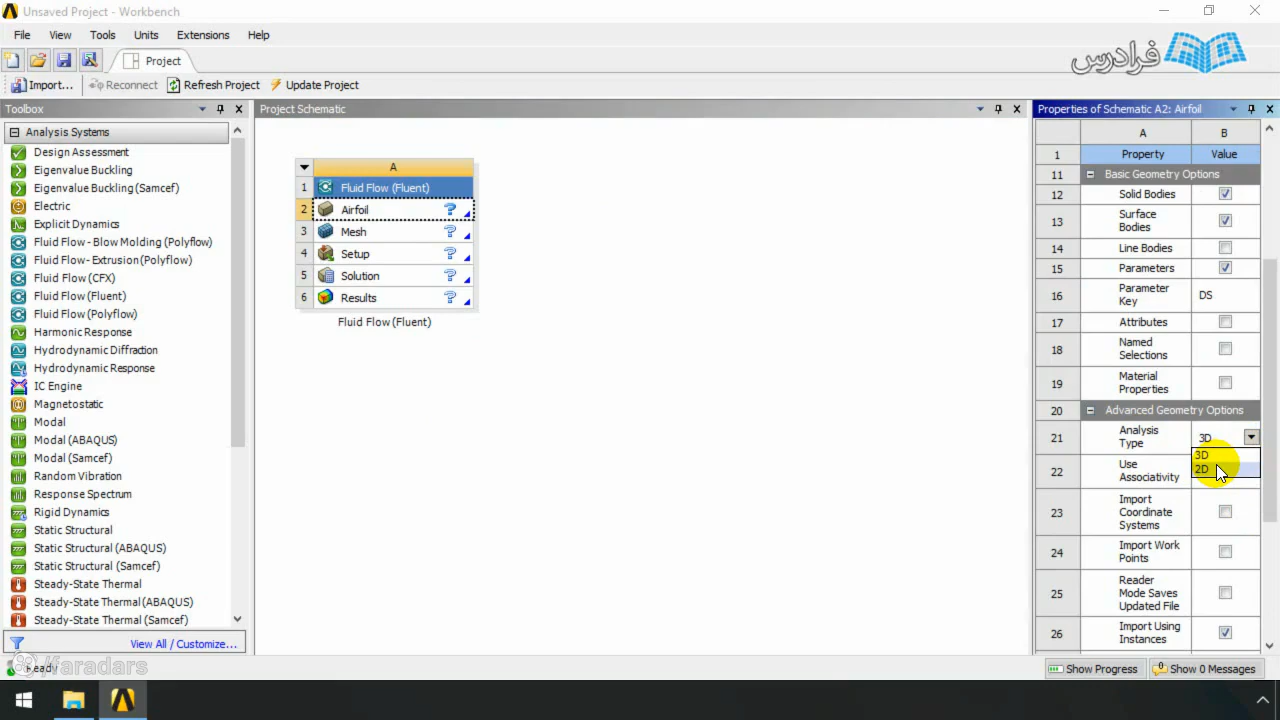 Unsaved Project - Workbench
File View Tools Units Extensions Help
Project
فرادرس
Import... Reconnect Refresh Project Update Project
Toolbox
Analysis Systems
Design Assessment
Eigenvalue Buckling
Eigenvalue Buckling (Samcef)
Electric
Explicit Dynamics
Fluid Flow - Blow Molding (Polyflow)
Fluid Flow- Extrusion (Polyflow)
Fluid Flow (CFX)
Fluid Flow (Fluent)
Fluid Flow (Polyflow)
Harmonic Response
Hydrodynamic Diffraction
Hydrodynamic Response
IC Engine
Magnetostatic
Modal
Modal (ABAQUS)
Modal (Samcef)
Random Vibration
Response Spectrum
Rigid Dynamics
Static Structural
Static Structural (ABAQUS)
Static Structural (Samcef)
Steady-State Thermal
Steady-State Thermal (ABAQUS)
Steady-State Thermal (Samcef)
View All / Customize...
Project Schematic
A
1 Fluid Flow (Fluent)
2 Airfoil ?
3 Mesh ?
4 Setup ?
5 Solution ?
6 Results ?
Fluid Flow (Fluent)
Properties of Schematic A2: Airfoil
A B
1 Property Value
11 Basic Geometry Options
12 Solid Bodies
13 Surface
Bodies
14 Line Bodies
15 Parameters
16 Parameter
Key DS
17 Attributes
18 Named
Selections
19 Material
Properties
20 Advanced Geometry Options
21 Analysis
Type 3D
3D
2D
22 Use
Associativity
23 Import
Coordinate
Systems
24 Import Work
Points
25 Reader
Mode Saves
Updated File
26 Import Using
Instances
Ready
/faradars
Show Progress Show 0 Messages